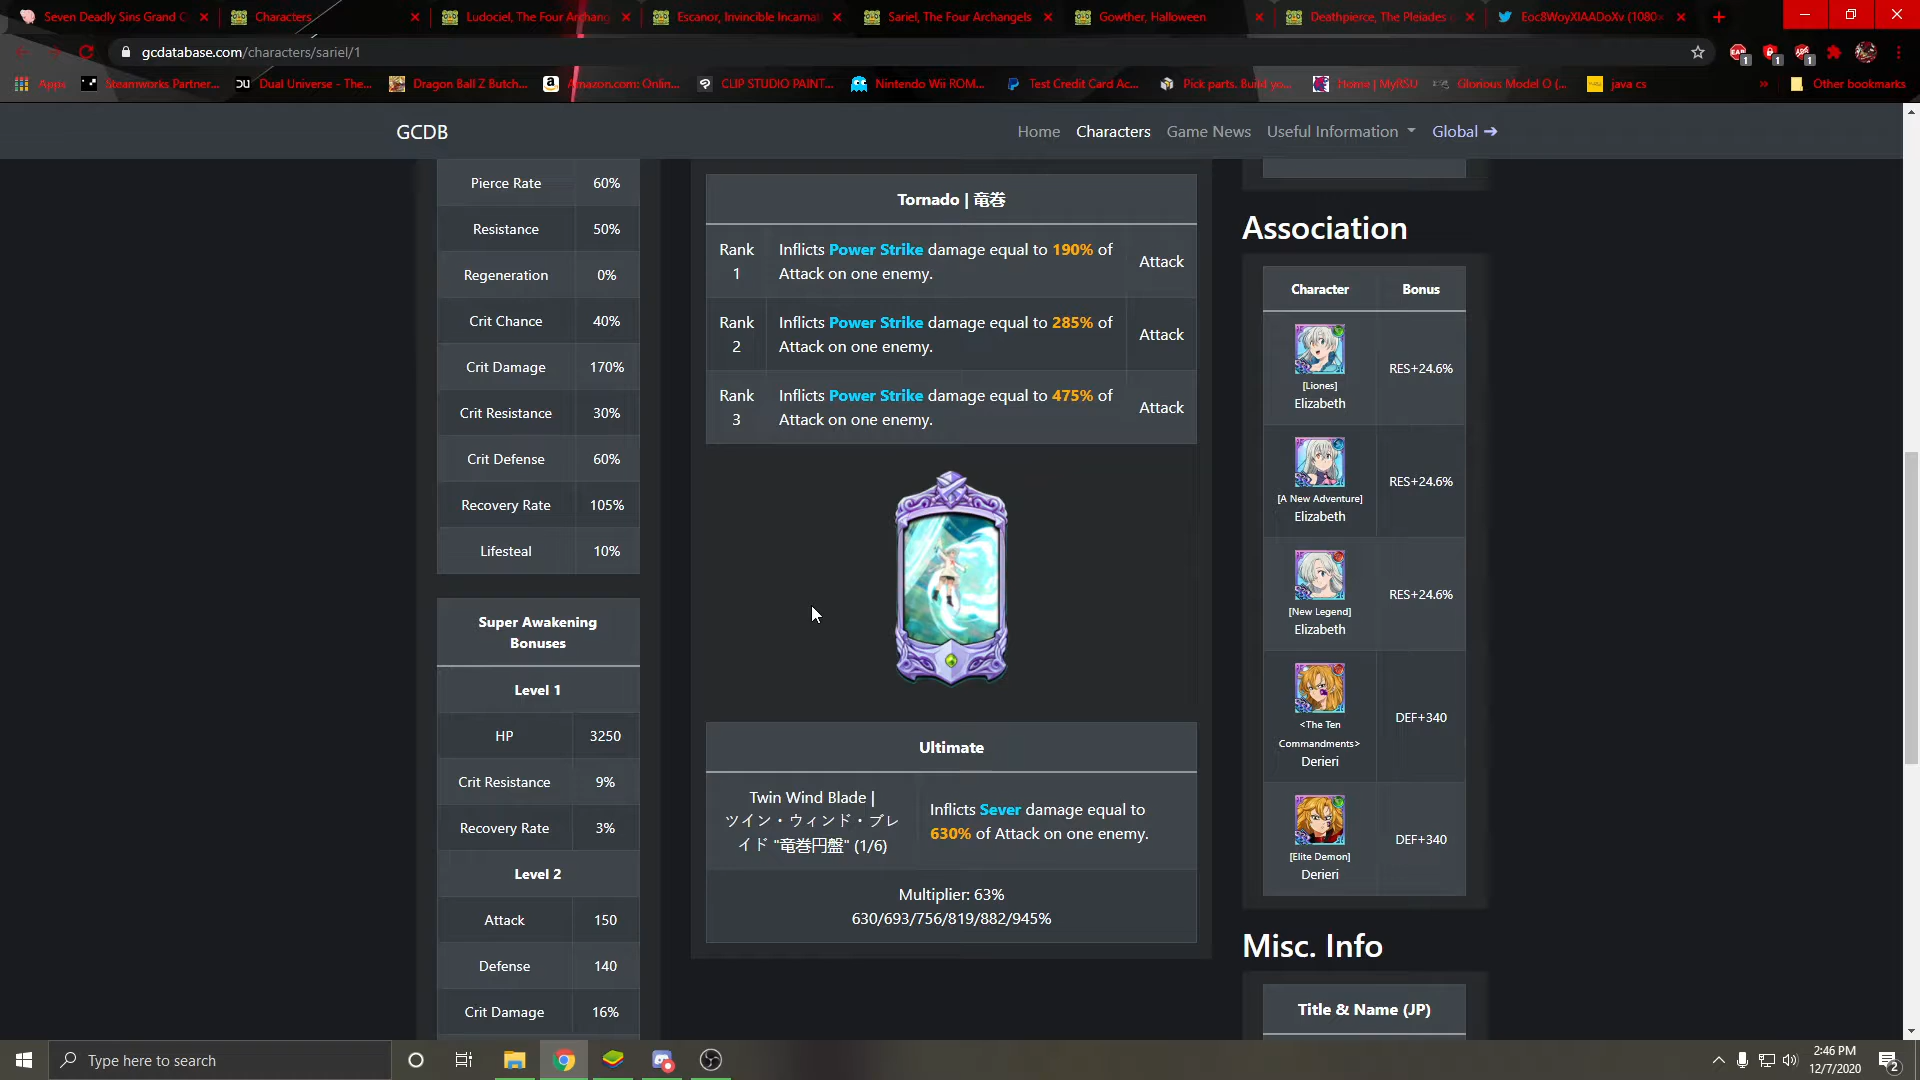 Seven Deadly Sins Grand C
Characters
Ludociel, The Four Archang
Escanor, Invincible Incarnat
Sariel, The Four Archangels
Gowther, Halloween
Deathpierce, The Pleiades
Eoc8WoyXIAADoXv (1080×
gcdatabase.com/characters/sariel/1
Apps
Steamworks Partner...
Dual Universe - The...
Dragon Ball Z Butch...
Amazon.com: Onlin...
CLIP STUDIO PAINT...
Nintendo Wii ROM...
Test Credit Card Ac...
Pick parts. Build yo...
Home | MyRSU
Glorious Model O (...
java cs
Other bookmarks
GCDB
Home
Characters
Game News
Useful Information
Global ➔
Pierce Rate 60%
Resistance 50%
Regeneration 0%
Crit Chance 40%
Crit Damage 170%
Crit Resistance 30%
Crit Defense 60%
Recovery Rate 105%
Lifesteal 10%
Super Awakening
Bonuses
Level 1
HP 3250
Crit Resistance 9%
Recovery Rate 3%
Level 2
Attack 150
Defense 140
Crit Damage 16%
Tornado | 竜巻
Rank
1
Inflicts Power Strike damage equal to 190% of
Attack on one enemy.
Attack
Rank
2
Inflicts Power Strike damage equal to 285% of
Attack on one enemy.
Attack
Rank
3
Inflicts Power Strike damage equal to 475% of
Attack on one enemy.
Attack
Ultimate
Twin Wind Blade |
ツイン・ウィンド・ブレ
イド "竜巻円盤" (1/6)
Inflicts Sever damage equal to
630% of Attack on one enemy.
Multiplier: 63%
630/693/756/819/882/945%
Association
Character Bonus
[Liones]
Elizabeth
RES+24.6%
[A New Adventure]
Elizabeth
RES+24.6%
[New Legend]
Elizabeth
RES+24.6%
<The Ten
Commandments>
Derieri
DEF+340
[Elite Demon]
Derieri
DEF+340
Misc. Info
Title & Name (JP)
Type here to search
2:46 PM
12/7/2020
2